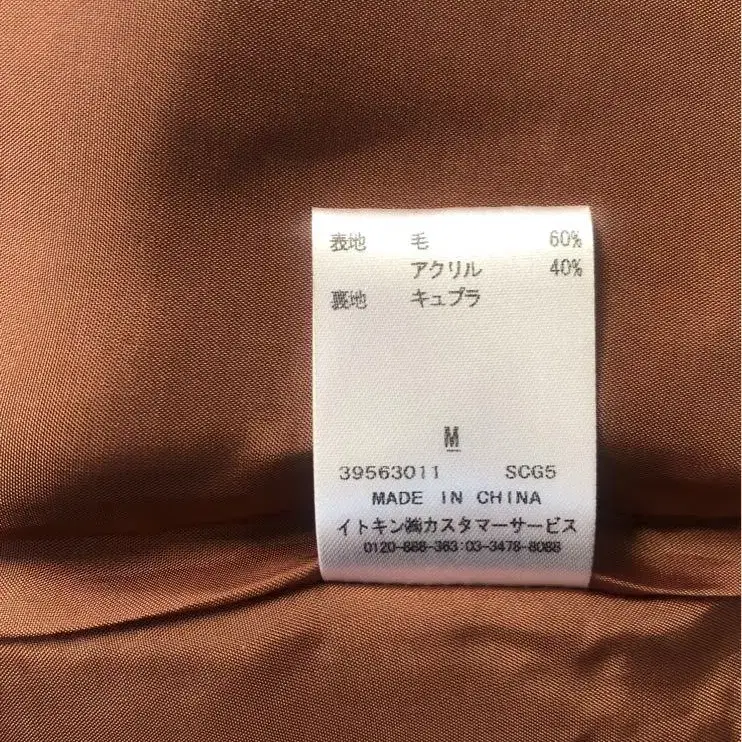 表地 毛 60%
アクリル 40%
裏地 キュプラ
M
39563011 SCG5
MADE IN CHINA
イトキン㈱カスタマーサービス
0120-888-363:03-3478-8088